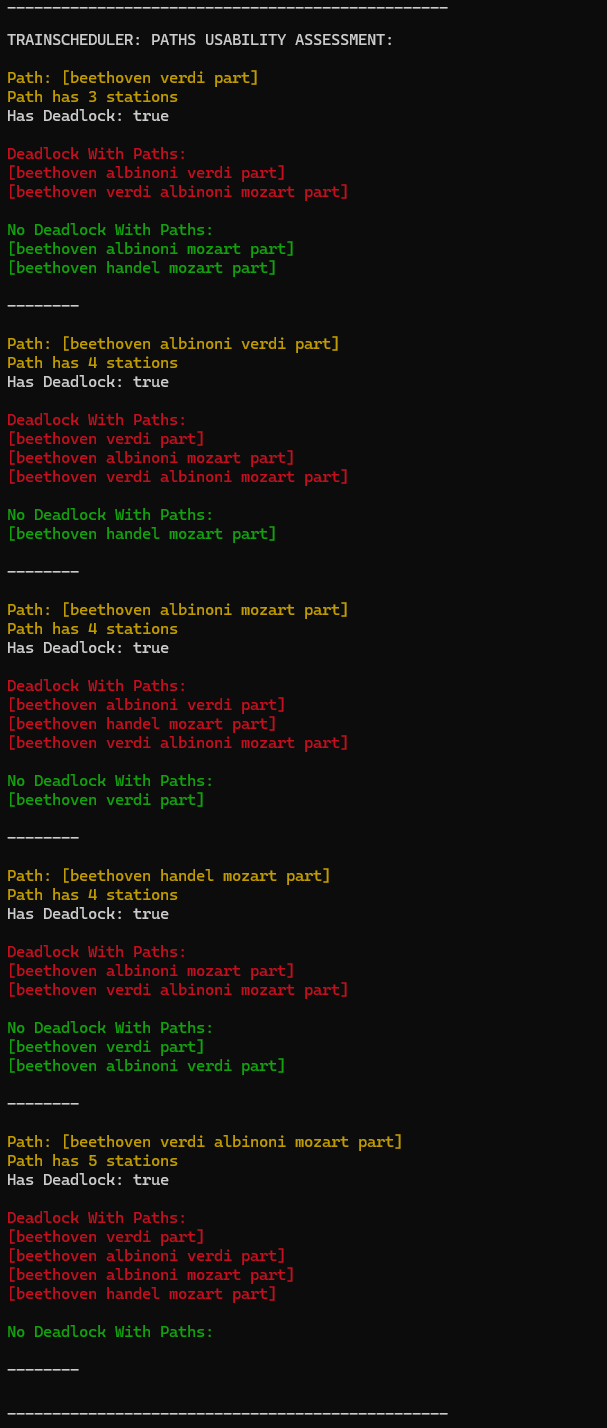 -------------------------------------------------
TRAINSCHEDULER: PATHS USABILITY ASSESSMENT:
Path: [beethoven verdi part]
Path has 3 stations
Has Deadlock: true
Deadlock With Paths:
[beethoven albinoni verdi part]
[beethoven verdi albinoni mozart part]
No Deadlock With Paths:
[beethoven albinoni mozart part]
[beethoven handel mozart part]
--------
Path: [beethoven albinoni verdi part]
Path has 4 stations
Has Deadlock: true
Deadlock With Paths:
[beethoven verdi part]
[beethoven albinoni mozart part]
[beethoven verdi albinoni mozart part]
No Deadlock With Paths:
[beethoven handel mozart part]
--------
Path: [beethoven albinoni mozart part]
Path has 4 stations
Has Deadlock: true
Deadlock With Paths:
[beethoven albinoni verdi part]
[beethoven handel mozart part]
[beethoven verdi albinoni mozart part]
No Deadlock With Paths:
[beethoven verdi part]
--------
Path: [beethoven handel mozart part]
Path has 4 stations
Has Deadlock: true
Deadlock With Paths:
[beethoven albinoni mozart part]
[beethoven verdi albinoni mozart part]
No Deadlock With Paths:
[beethoven verdi part]
[beethoven albinoni verdi part]
--------
Path: [beethoven verdi albinoni mozart part]
Path has 5 stations
Has Deadlock: true
Deadlock With Paths:
[beethoven verdi part]
[beethoven albinoni verdi part]
[beethoven albinoni mozart part]
[beethoven handel mozart part]
No Deadlock With Paths:
--------
-------------------------------------------------